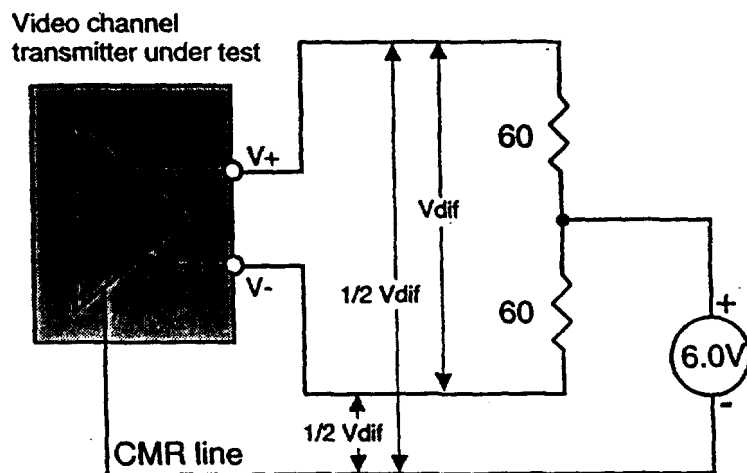 Video channel
transmitter under test
V+
60
Vdif
V-
1/2 Vdif
60
+
6.0V
-
1/2 Vdif
CMR line